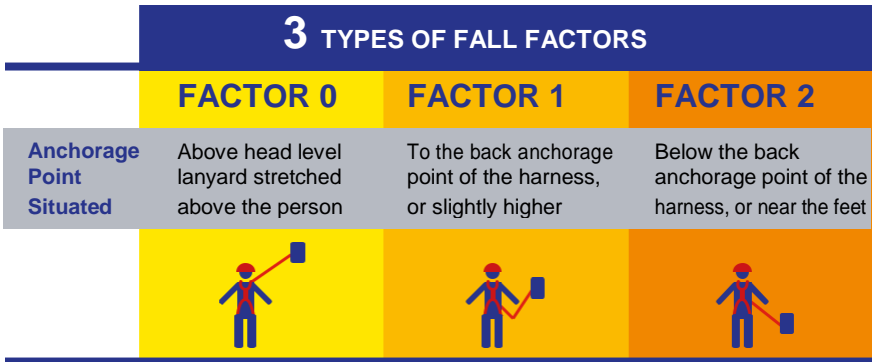 3 TYPES OF FALL FACTORS
FACTOR 0
FACTOR 1
FACTOR 2
Anchorage
Point
Situated
Above head level
lanyard stretched
above the person
To the back anchorage
point of the harness,
or slightly higher
Below the back
anchorage point of the
harness, or near the feet